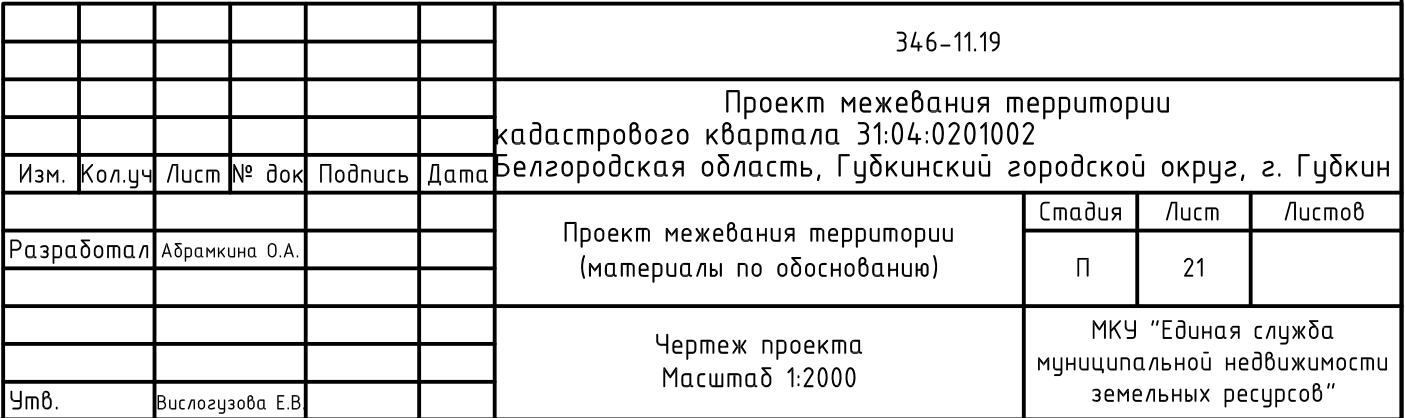 346-11.19
Проект межевания территории
кадастрового квартала 31:04:0201002
Белгородская область, Губкинский городской округ, г. Губкин
Изм. Кол.уч Лист № док Подпись Дата
Проект межевания территории
(материалы по обоснованию)
Стадия Лист Листов
П 21
Разработал Абрамкина О.А.
Чертеж проекта
Масштаб 1:2000
МКУ "Единая служба
муниципальной недвижимости
земельных ресурсов"
Утв. Вислогузова Е.В.